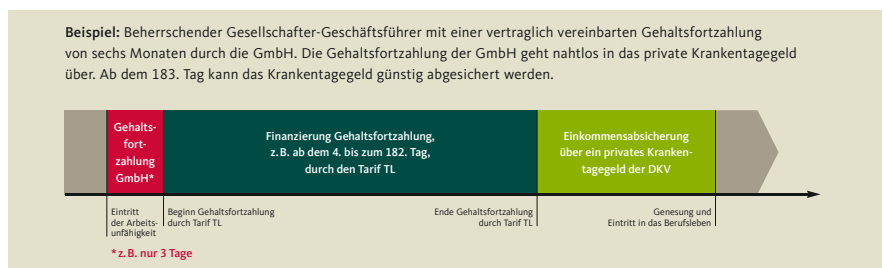 Beispiel: Beherrschender Gesellschafter-Geschäftsführer mit einer vertraglich vereinbarten Gehaltsfortzahlung
von sechs Monaten durch die GmbH. Die Gehaltsfortzahlung der GmbH geht nahtlos in das private Krankentagegeld
über. Ab dem 183. Tag kann das Krankentagegeld günstig abgesichert werden.
Gehalts-
fort-
zahlung
GmbH*
Finanzierung Gehaltsfortzahlung,
z. B. ab dem 4. bis zum 182. Tag,
durch den Tarif TL
Einkommensabsicherung
über ein privates Kranken-
tagegeld der DKV
Eintritt
der Arbeits-
unfähigkeit
Beginn Gehaltsfortzahlung
durch Tarif TL
Ende Gehaltsfortzahlung
durch Tarif TL
Genesung und
Eintritt in das Berufsleben
* z. B. nur 3 Tage